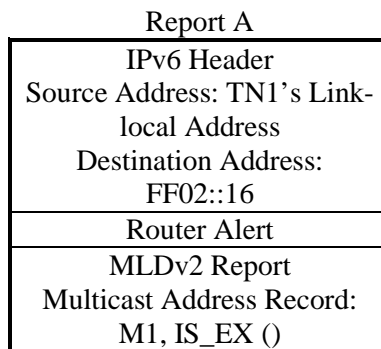 Report A
IPv6 Header
Source Address: TN1's Link-
local Address
Destination Address:
FF02::16
Router Alert
MLDv2 Report
Multicast Address Record:
M1, IS_EX ()